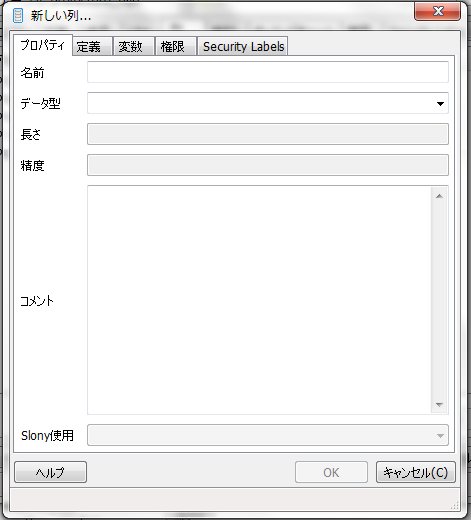 新しい列...
プロパティ 定義 変数 権限 Security Labels
名前
データ型
長さ
精度
コメント
Slony使用
ヘルプ OK キャンセル(C)